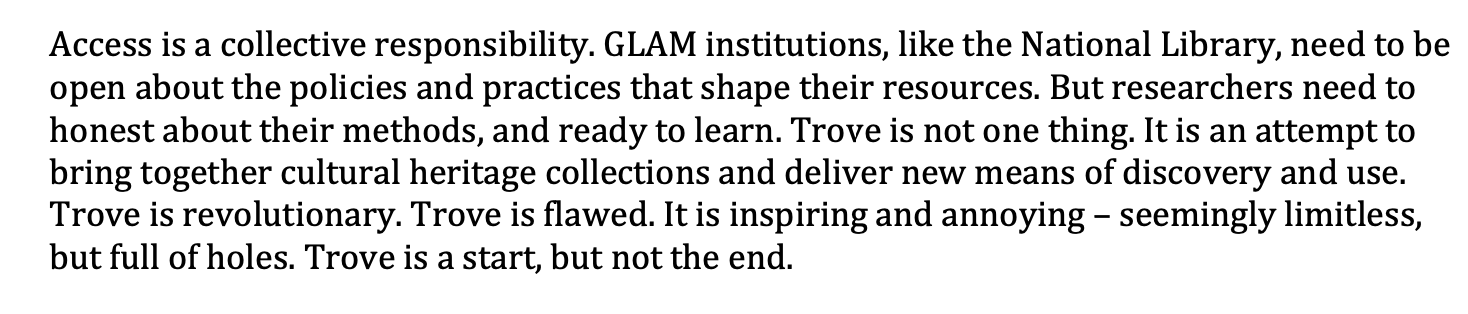 Access is a collective responsibility. GLAM institutions, like the National Library, need to be
open about the policies and practices that shape their resources. But researchers need to
honest about their methods, and ready to learn. Trove is not one thing. It is an attempt to
bring together cultural heritage collections and deliver new means of discovery and use.
Trove is revolutionary. Trove is flawed. It is inspiring and annoying – seemingly limitless,
but full of holes. Trove is a start, but not the end.